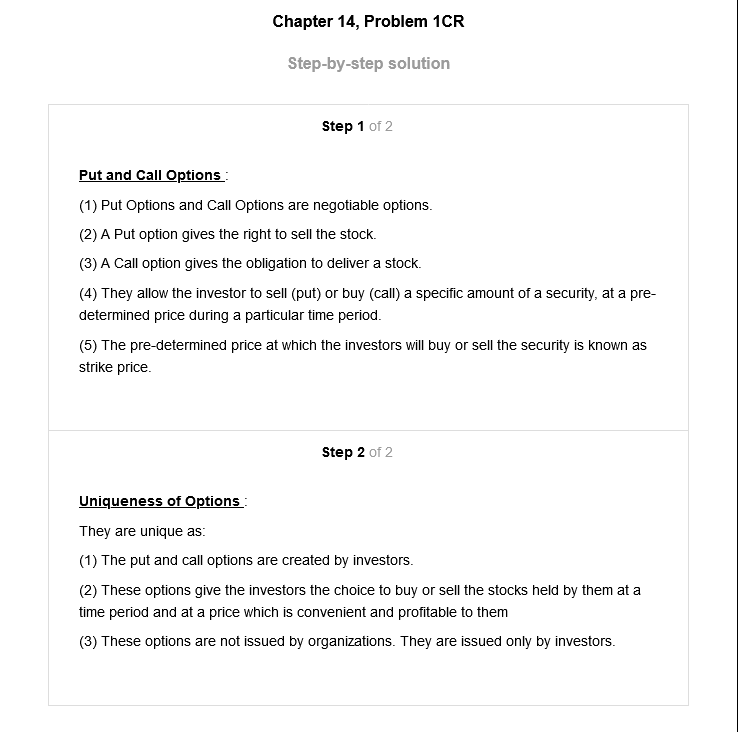 Chapter 14, Problem 1CR
Step-by-step solution
Step 1 of 2
Put and Call Options :
(1) Put Options and Call Options are negotiable options.
(2) A Put option gives the right to sell the stock.
(3) A Call option gives the obligation to deliver a stock.
(4) They allow the investor to sell (put) or buy (call) a specific amount of a security, at a pre-
determined price during a particular time period.
(5) The pre-determined price at which the investors will buy or sell the security is known as
strike price.
Step 2 of 2
Uniqueness of Options :
They are unique as:
(1) The put and call options are created by investors.
(2) These options give the investors the choice to buy or sell the stocks held by them at a
time period and at a price which is convenient and profitable to them
(3) These options are not issued by organizations. They are issued only by investors.